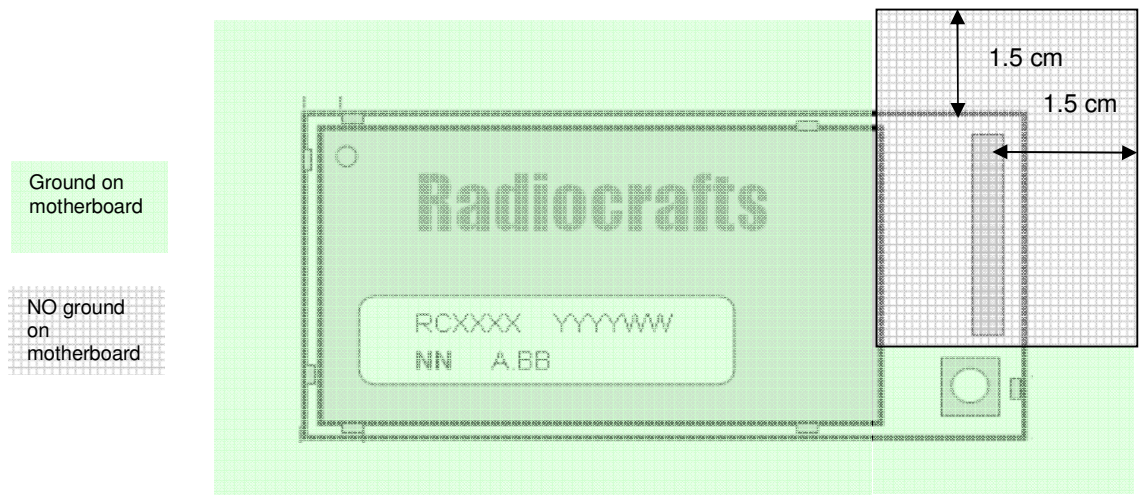 1.5 cm
1.5 cm
Ground on
motherboard
Radiocrafts
NO ground
on
motherboard
RCXXXX YYYYWW
NN A.BB